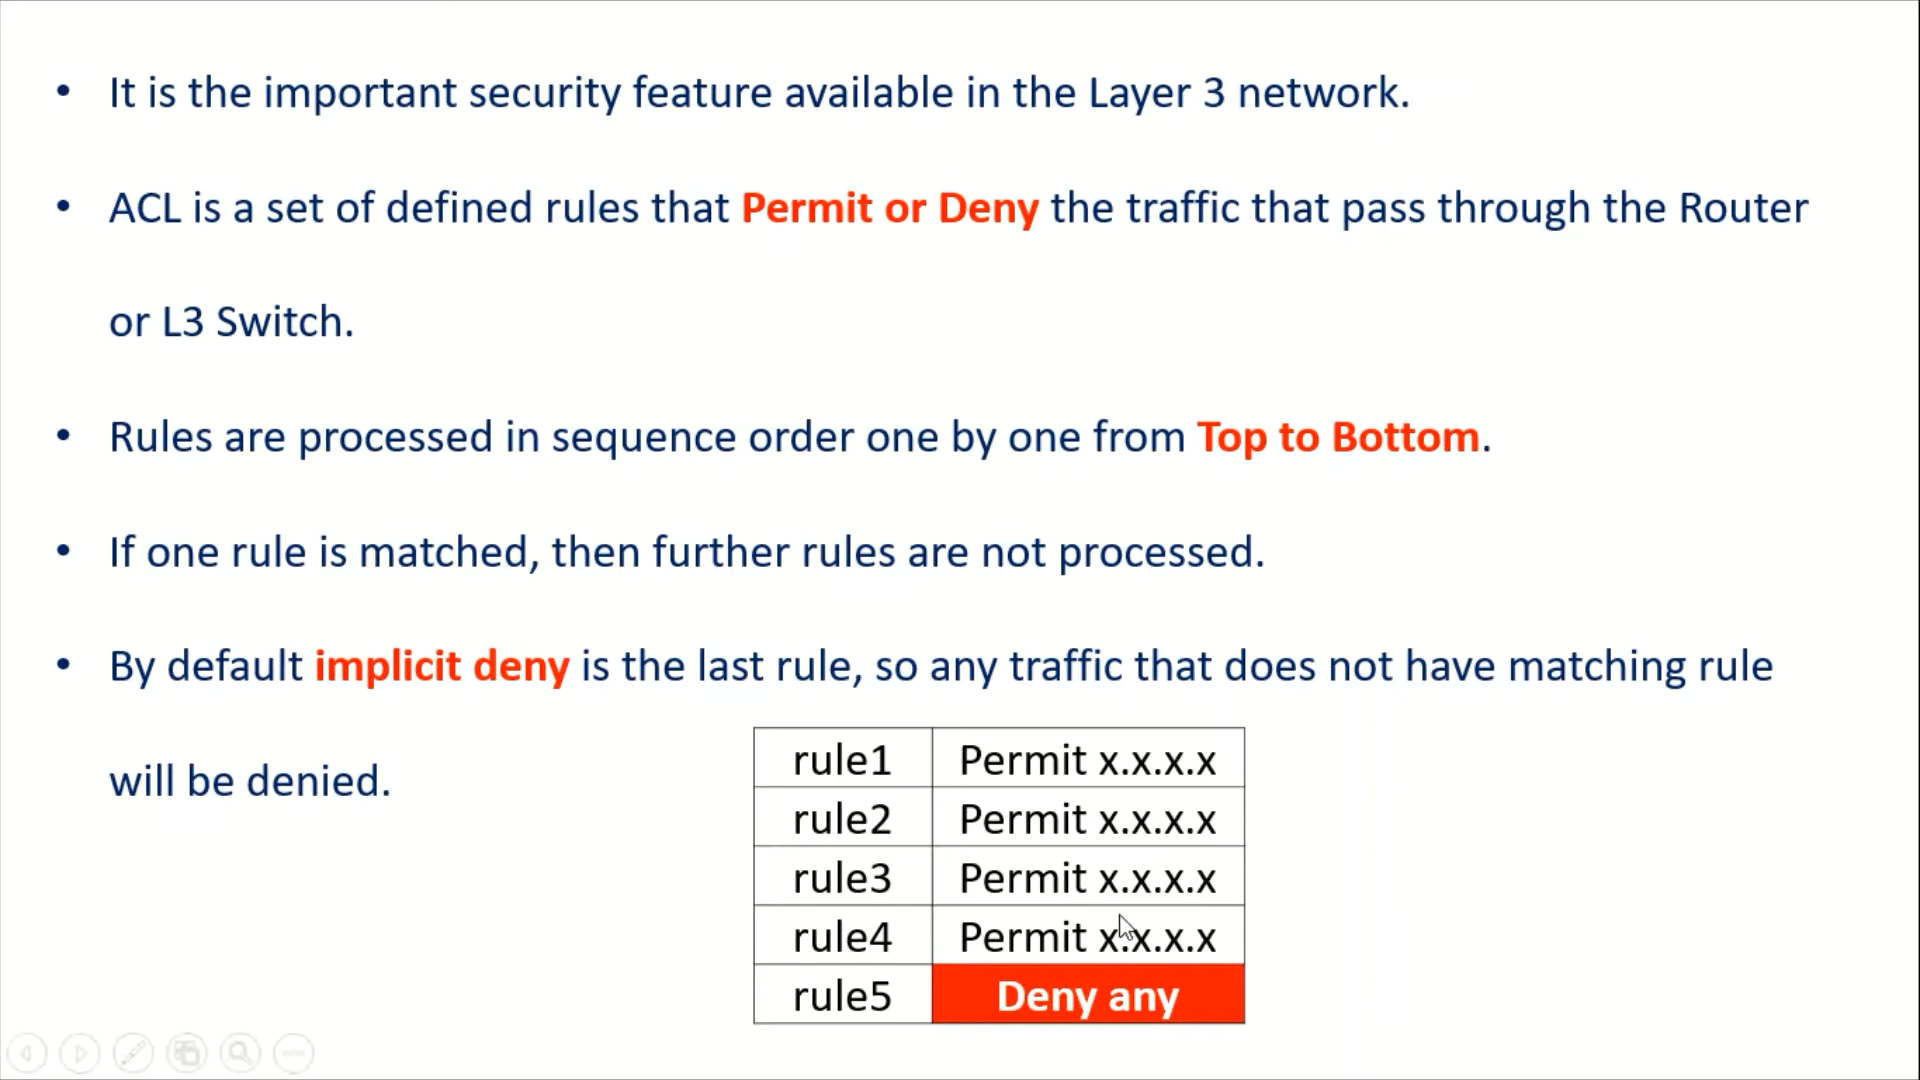 • It is the important security feature available in the Layer 3 network.
• ACL is a set of defined rules that Permit or Deny the traffic that pass through the Router
or L3 Switch.
• Rules are processed in sequence order one by one from Top to Bottom.
• If one rule is matched, then further rules are not processed.
• By default implicit deny is the last rule, so any traffic that does not have matching rule
will be denied.
rule1 Permit x.x.x.x
rule2 Permit x.x.x.x
rule3 Permit x.x.x.x
rule4 Permit x.x.x.x
rule5 Deny any